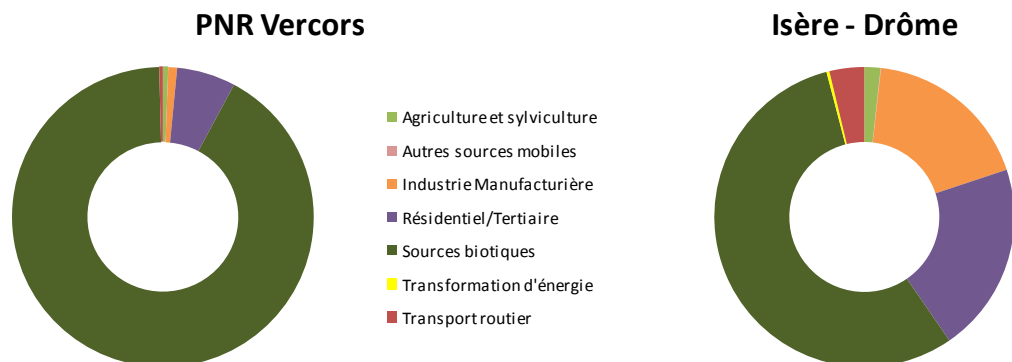 PNR Vercors
Isère - Drôme
Agriculture et sylviculture
Autres sources mobiles
Industrie Manufacturière
Résidentiel/Tertiaire
Sources biotiques
Transformation d'énergie
Transport routier